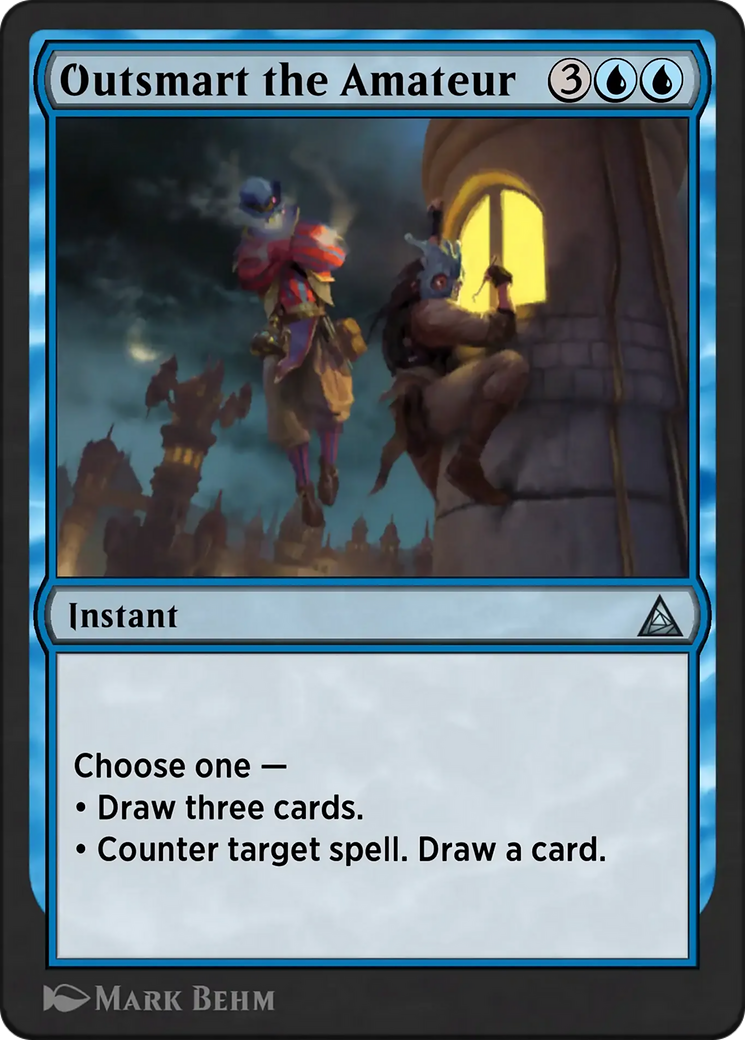 Outsmart the Amateur 3
Instant
Choose one —
• Draw three cards.
• Counter target spell. Draw a card.
Mark Behm